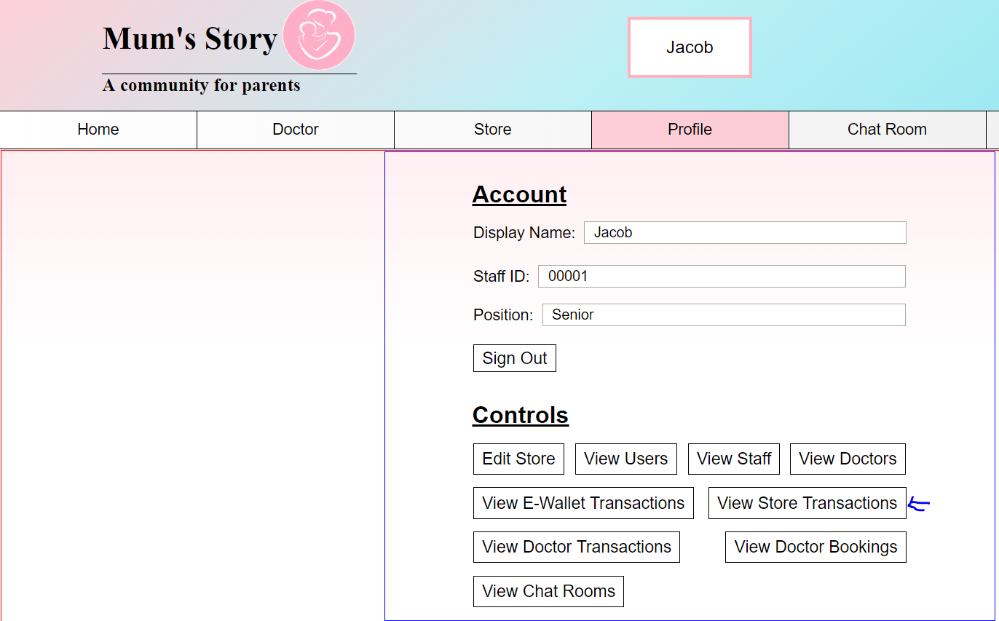 Mum's Story
A community for parents
Jacob
Home Doctor Store Profile Chat Room
Account
Display Name: Jacob
Staff ID: 00001
Position: Senior
Sign Out
Controls
Edit Store View Users View Staff View Doctors
View E-Wallet Transactions View Store Transactions
View Doctor Transactions View Doctor Bookings
View Chat Rooms